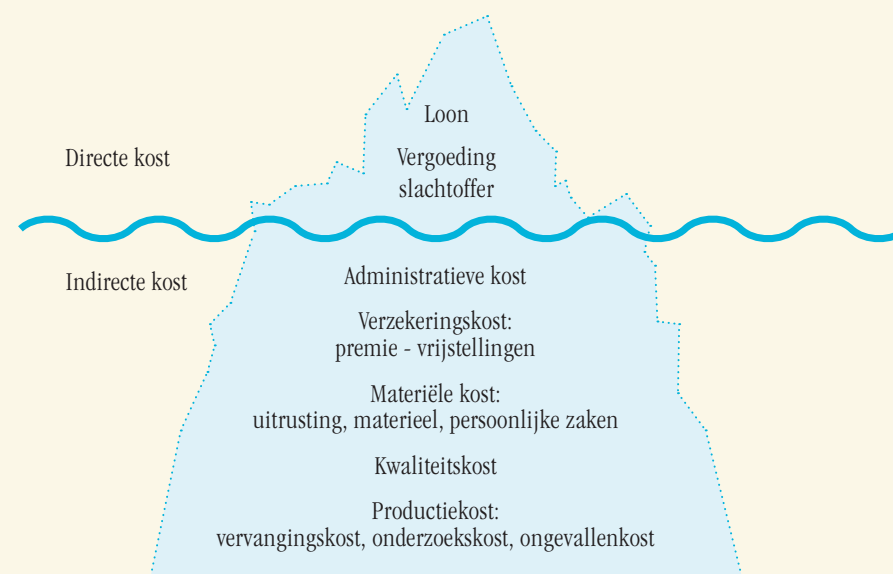 Loon
Directe kost
Vergoeding
slachtoffer
Indirecte kost
Administratieve kost
Verzekeringskost:
premie - vrijstellingen
Materiële kost:
uitrusting, materieel, persoonlijke zaken
Kwaliteitskost
Productiekost:
vervangingskost, onderzoekskost, ongevallenkost